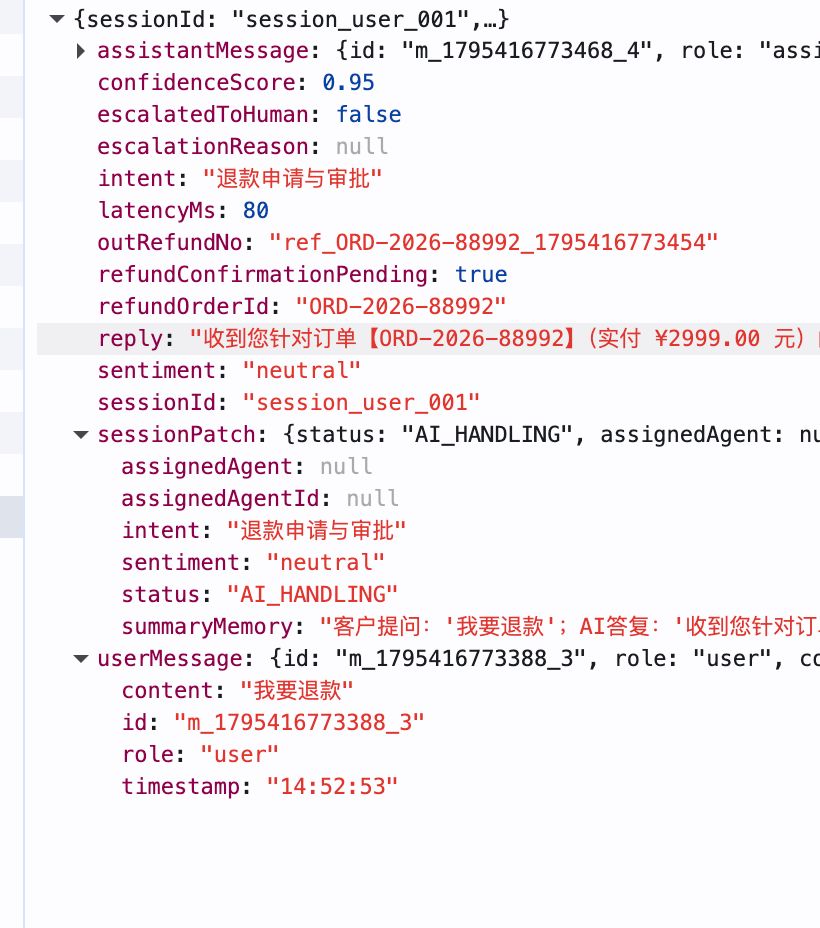 {sessionId: "session_user_001",…}
assistantMessage: {id: "m_1795416773468_4", role: "assi
confidenceScore: 0.95
escalatedToHuman: false
escalationReason: null
intent: "退款申请与审批"
latencyMs: 80
outRefundNo: "ref_ORD-2026-88992_1795416773454"
refundConfirmationPending: true
refundOrderId: "ORD-2026-88992"
reply: "收到您针对订单【ORD-2026-88992】(实付 ¥2999.00 元)
sentiment: "neutral"
sessionId: "session_user_001"
sessionPatch: {status: "AI_HANDLING", assignedAgent: nu
assignedAgent: null
assignedAgentId: null
intent: "退款申请与审批"
sentiment: "neutral"
status: "AI_HANDLING"
summaryMemory: "客户提问：'我要退款'；AI答复：'收到您针对订
userMessage: {id: "m_1795416773388_3", role: "user", co
content: "我要退款"
id: "m_1795416773388_3"
role: "user"
timestamp: "14:52:53"